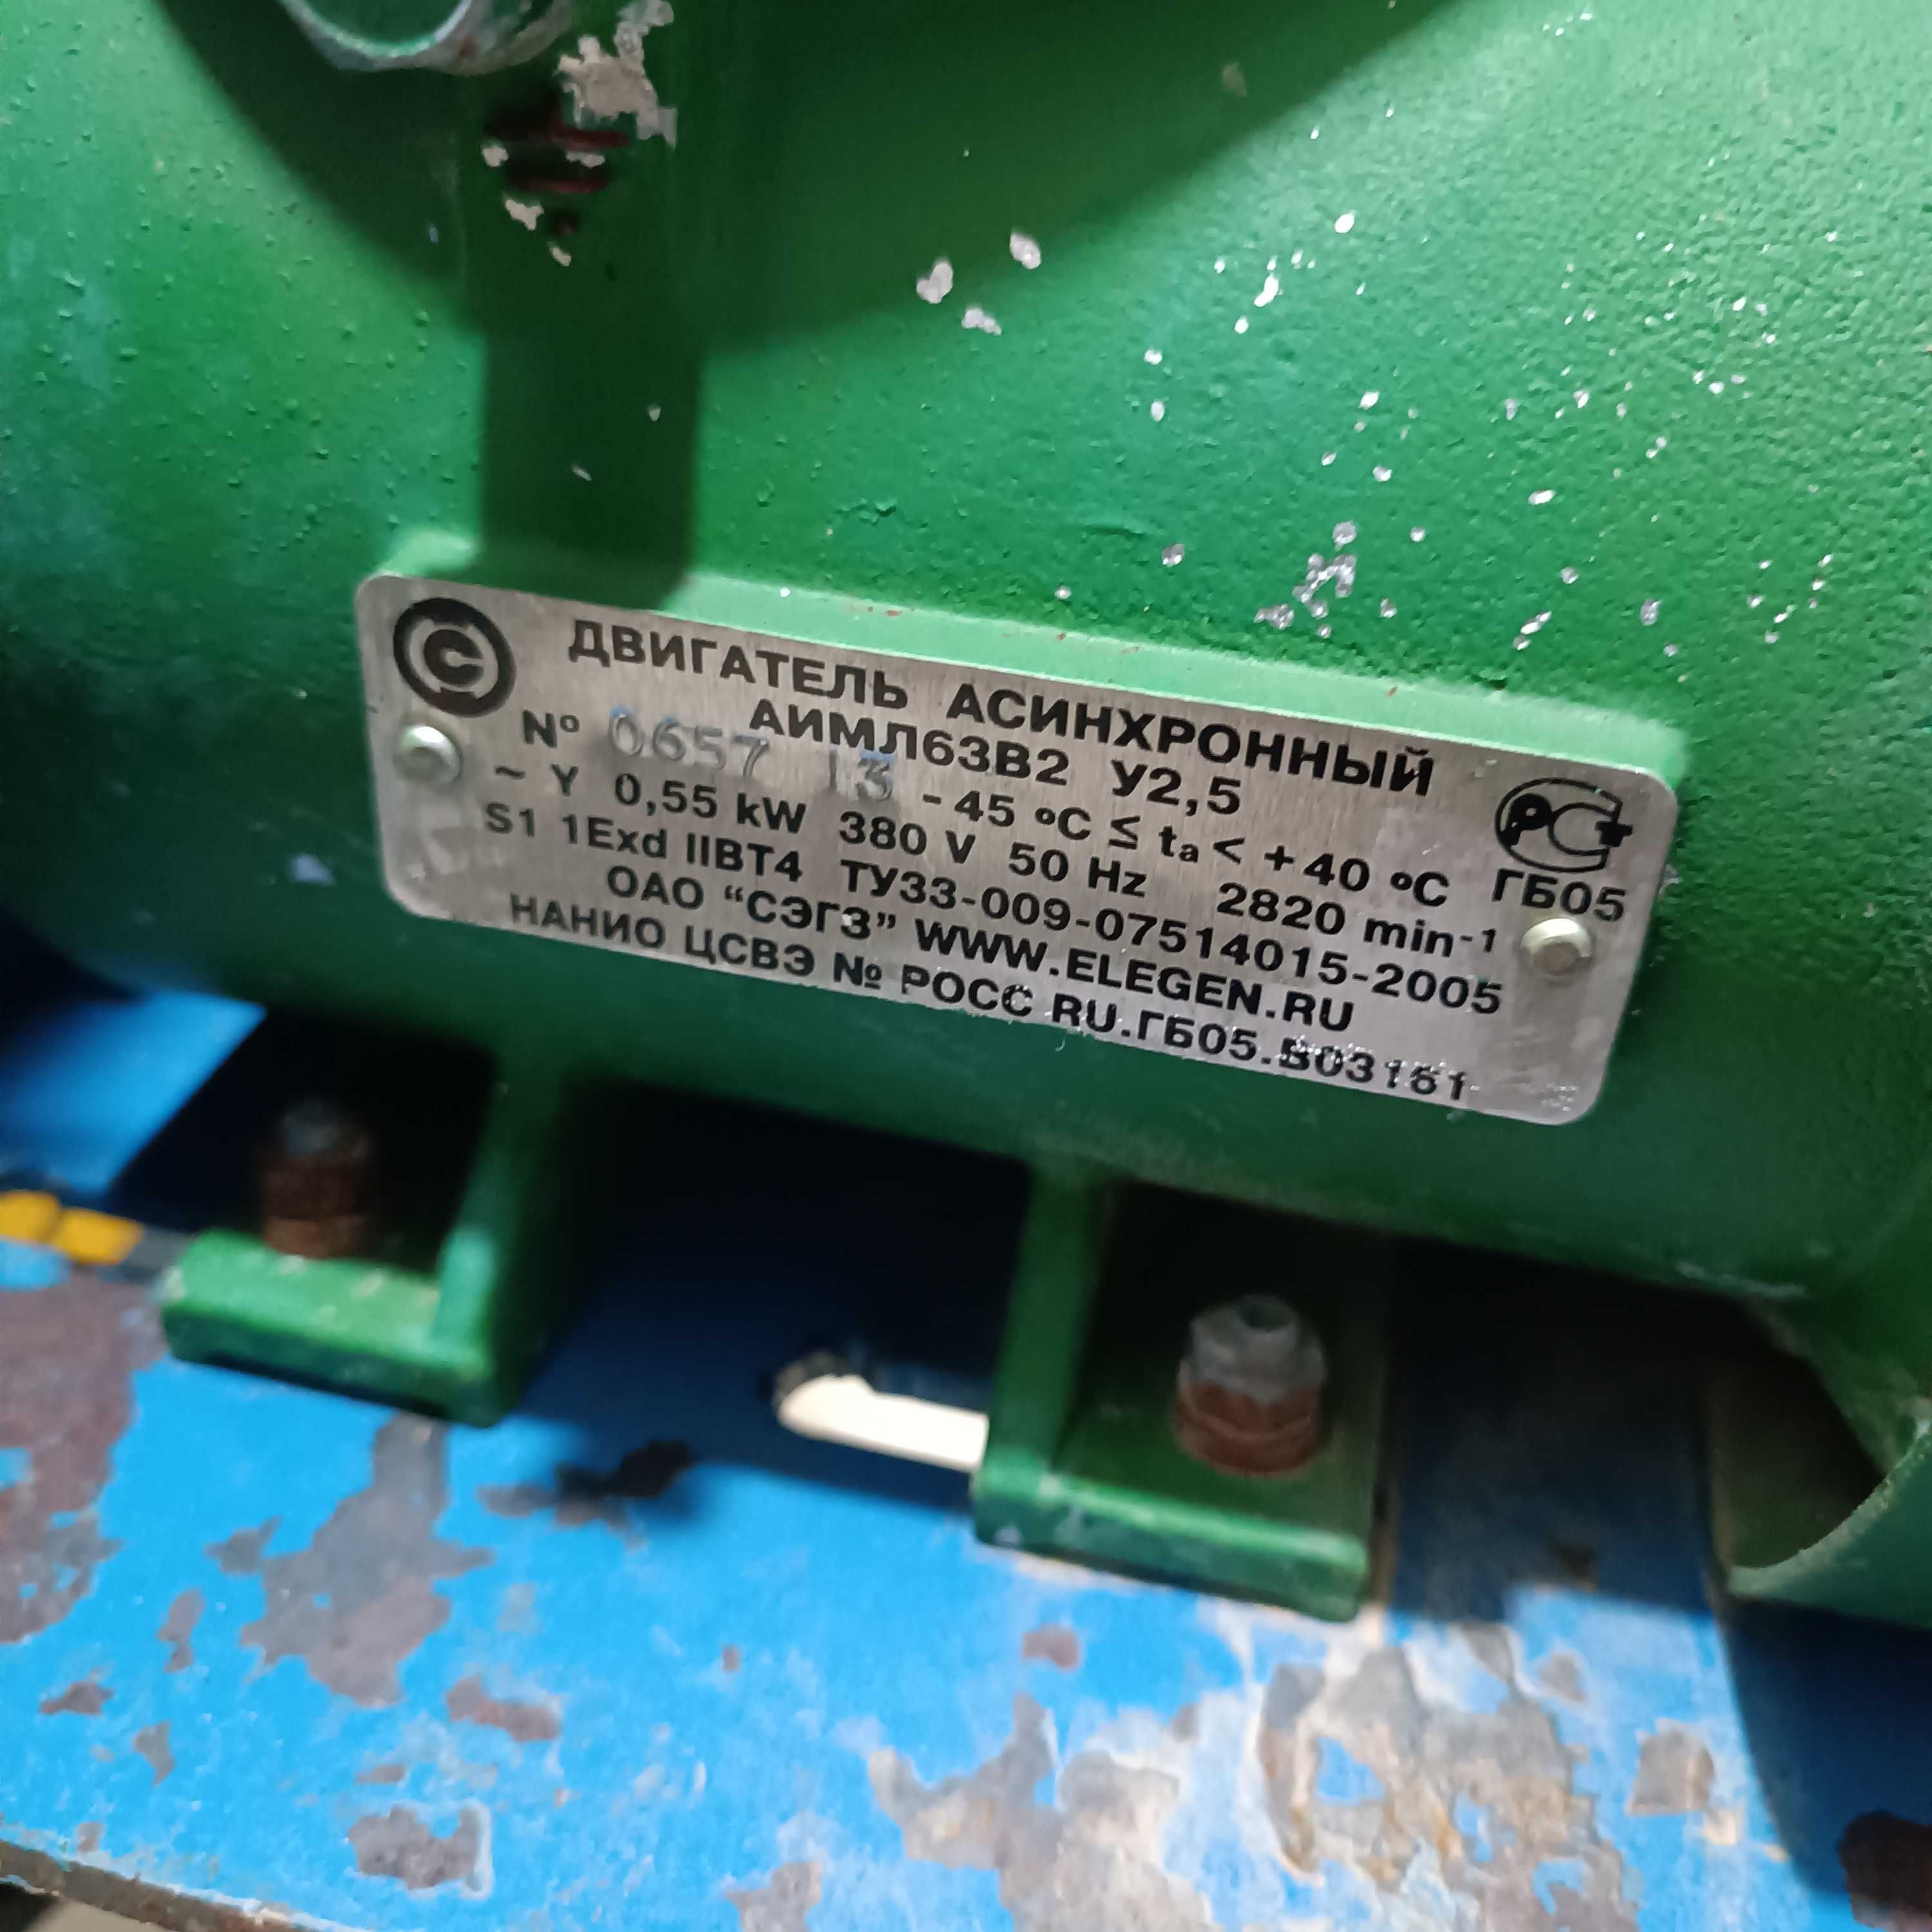 ДВИГАТЕЛЬ АСИНХРОННЫЙ
АИМЛ63В2 У2,5
Nº 0657 13 -45 ºC ≤ ta < +40 ºC
~ Y 0,55 kW 380 V 50 Hz 2820 min-1
S1 1Exd IIBT4 ТУ33-009-07514015-2005
ОАО “СЭГЗ” WWW.ELEGEN.RU
НАНИО ЦСВЭ № РОСС RU.ГБ05.В03161
РСТ
ГБ05